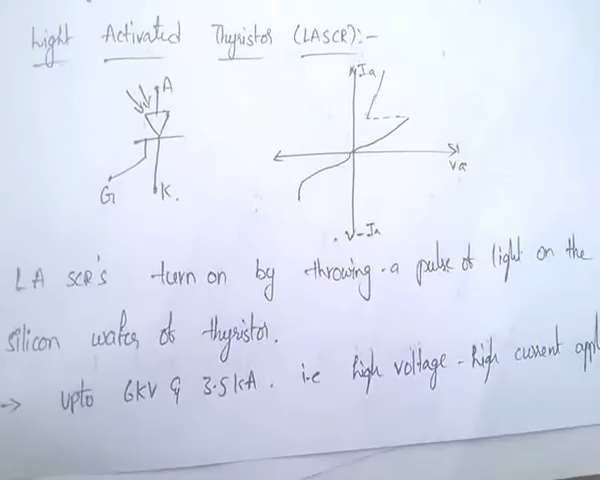 Light Activated Thyristor (LASCR):-
A
G
K.
Ia
Va
-Ia
LA SCR's turn on by throwing a pulse of light on the
silicon wafer of thyristor.
→ upto 6KV & 3.5KA. i.e high voltage - high current appl